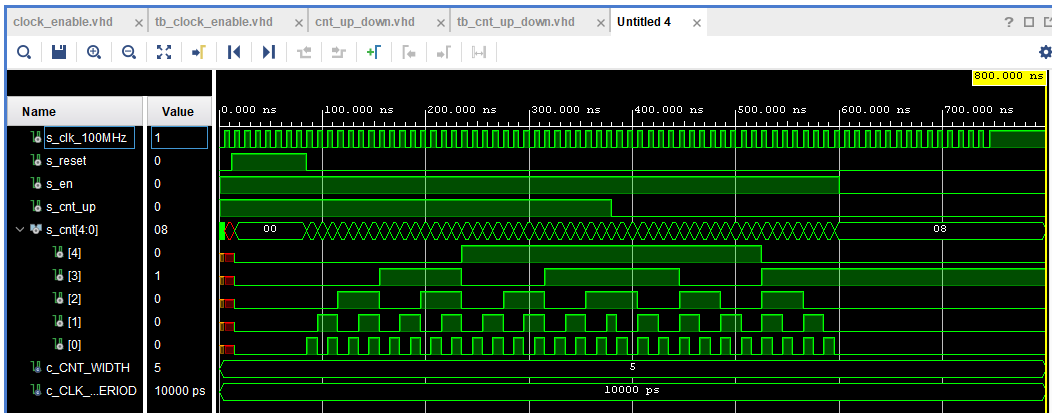 clock_enable.vhd tb_clock_enable.vhd cnt_up_down.vhd tb_cnt_up_down.vhd Untitled 4
800.000 ns
Name Value 0.000 ns 100.000 ns 200.000 ns 300.000 ns 400.000 ns 500.000 ns 600.000 ns 700.000 ns
s_clk_100MHz 1
s_reset 0
s_en 0
s_cnt_up 0
s_cnt[4:0] 08 00 08
[4] 0
[3] 1
[2] 0
[1] 0
[0] 0
c_CNT_WIDTH 5 5
c_CLK_...ERIOD 10000 ps 10000 ps